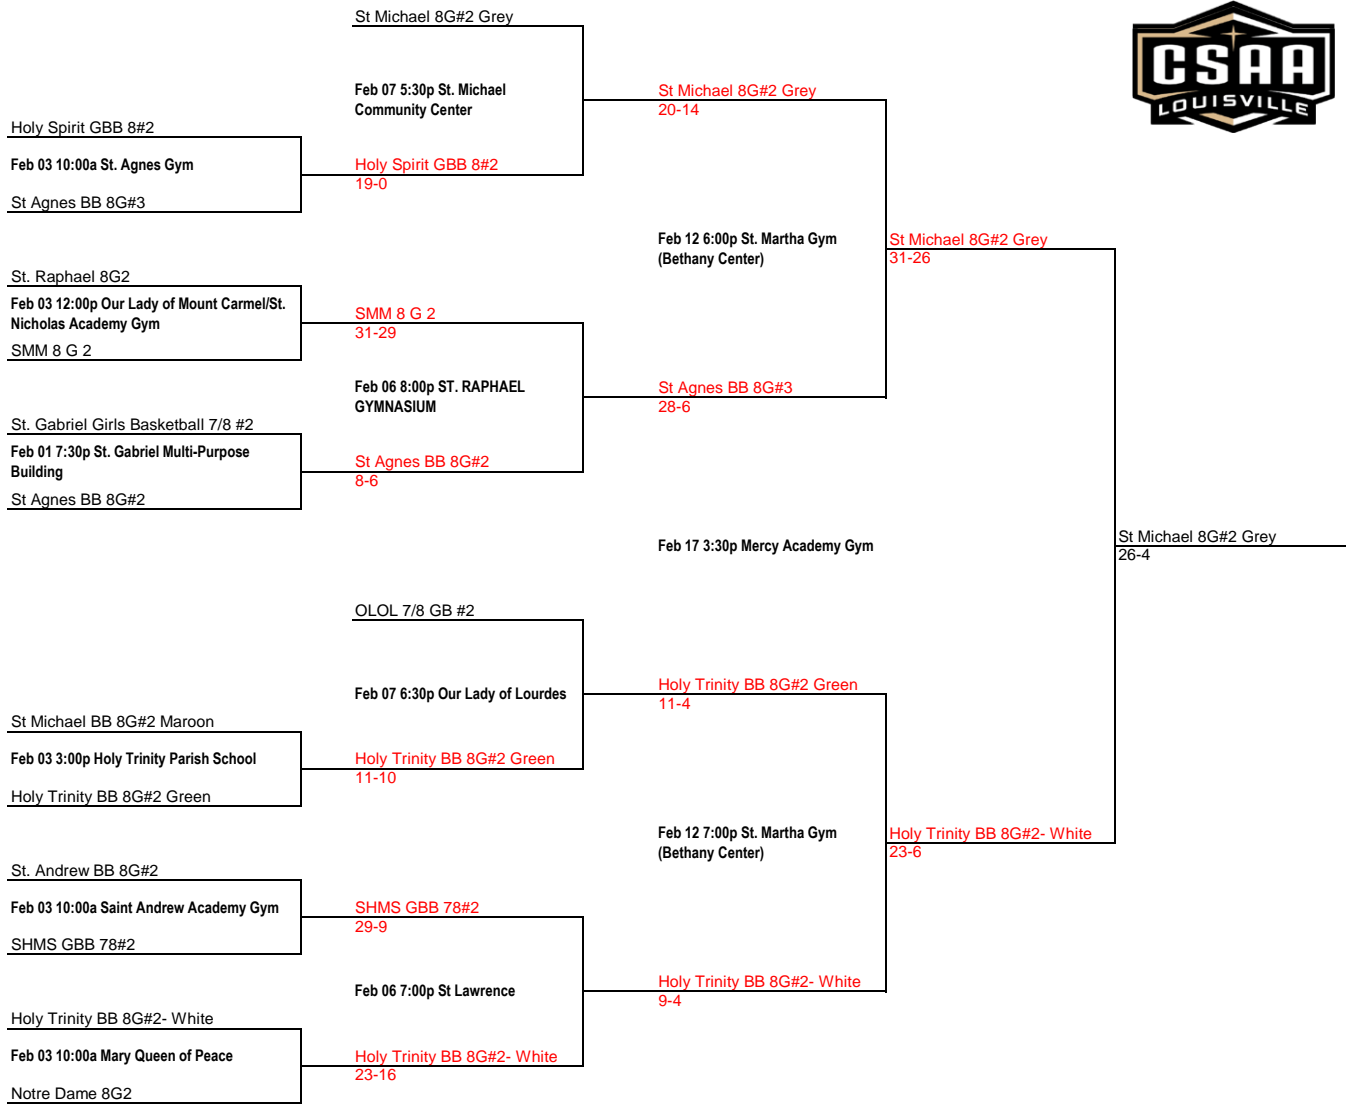 St Michael 8G#2 Grey
CSAA
LOUISVILLE
Feb 07 5:30p St. Michael
Community Center
St Michael 8G#2 Grey
20-14
Holy Spirit GBB 8#2
Feb 03 10:00a St. Agnes Gym
Holy Spirit GBB 8#2
19-0
St Agnes BB 8G#3
Feb 12 6:00p St. Martha Gym
(Bethany Center)
St Michael 8G#2 Grey
31-26
St. Raphael 8G2
Feb 03 12:00p Our Lady of Mount Carmel/St.
Nicholas Academy Gym
SMM 8 G 2
31-29
SMM 8 G 2
Feb 06 8:00p ST. RAPHAEL
GYMNASIUM
St Agnes BB 8G#3
28-6
St. Gabriel Girls Basketball 7/8 #2
Feb 01 7:30p St. Gabriel Multi-Purpose
Building
St Agnes BB 8G#2
8-6
St Agnes BB 8G#2
Feb 17 3:30p Mercy Academy Gym
St Michael 8G#2 Grey
26-4
OLOL 7/8 GB #2
Feb 07 6:30p Our Lady of Lourdes
Holy Trinity BB 8G#2 Green
11-4
St Michael BB 8G#2 Maroon
Feb 03 3:00p Holy Trinity Parish School
Holy Trinity BB 8G#2 Green
11-10
Holy Trinity BB 8G#2 Green
Feb 12 7:00p St. Martha Gym
(Bethany Center)
Holy Trinity BB 8G#2- White
23-6
St. Andrew BB 8G#2
Feb 03 10:00a Saint Andrew Academy Gym
SHMS GBB 78#2
29-9
SHMS GBB 78#2
Feb 06 7:00p St Lawrence
Holy Trinity BB 8G#2- White
9-4
Holy Trinity BB 8G#2- White
Feb 03 10:00a Mary Queen of Peace
Holy Trinity BB 8G#2- White
23-16
Notre Dame 8G2